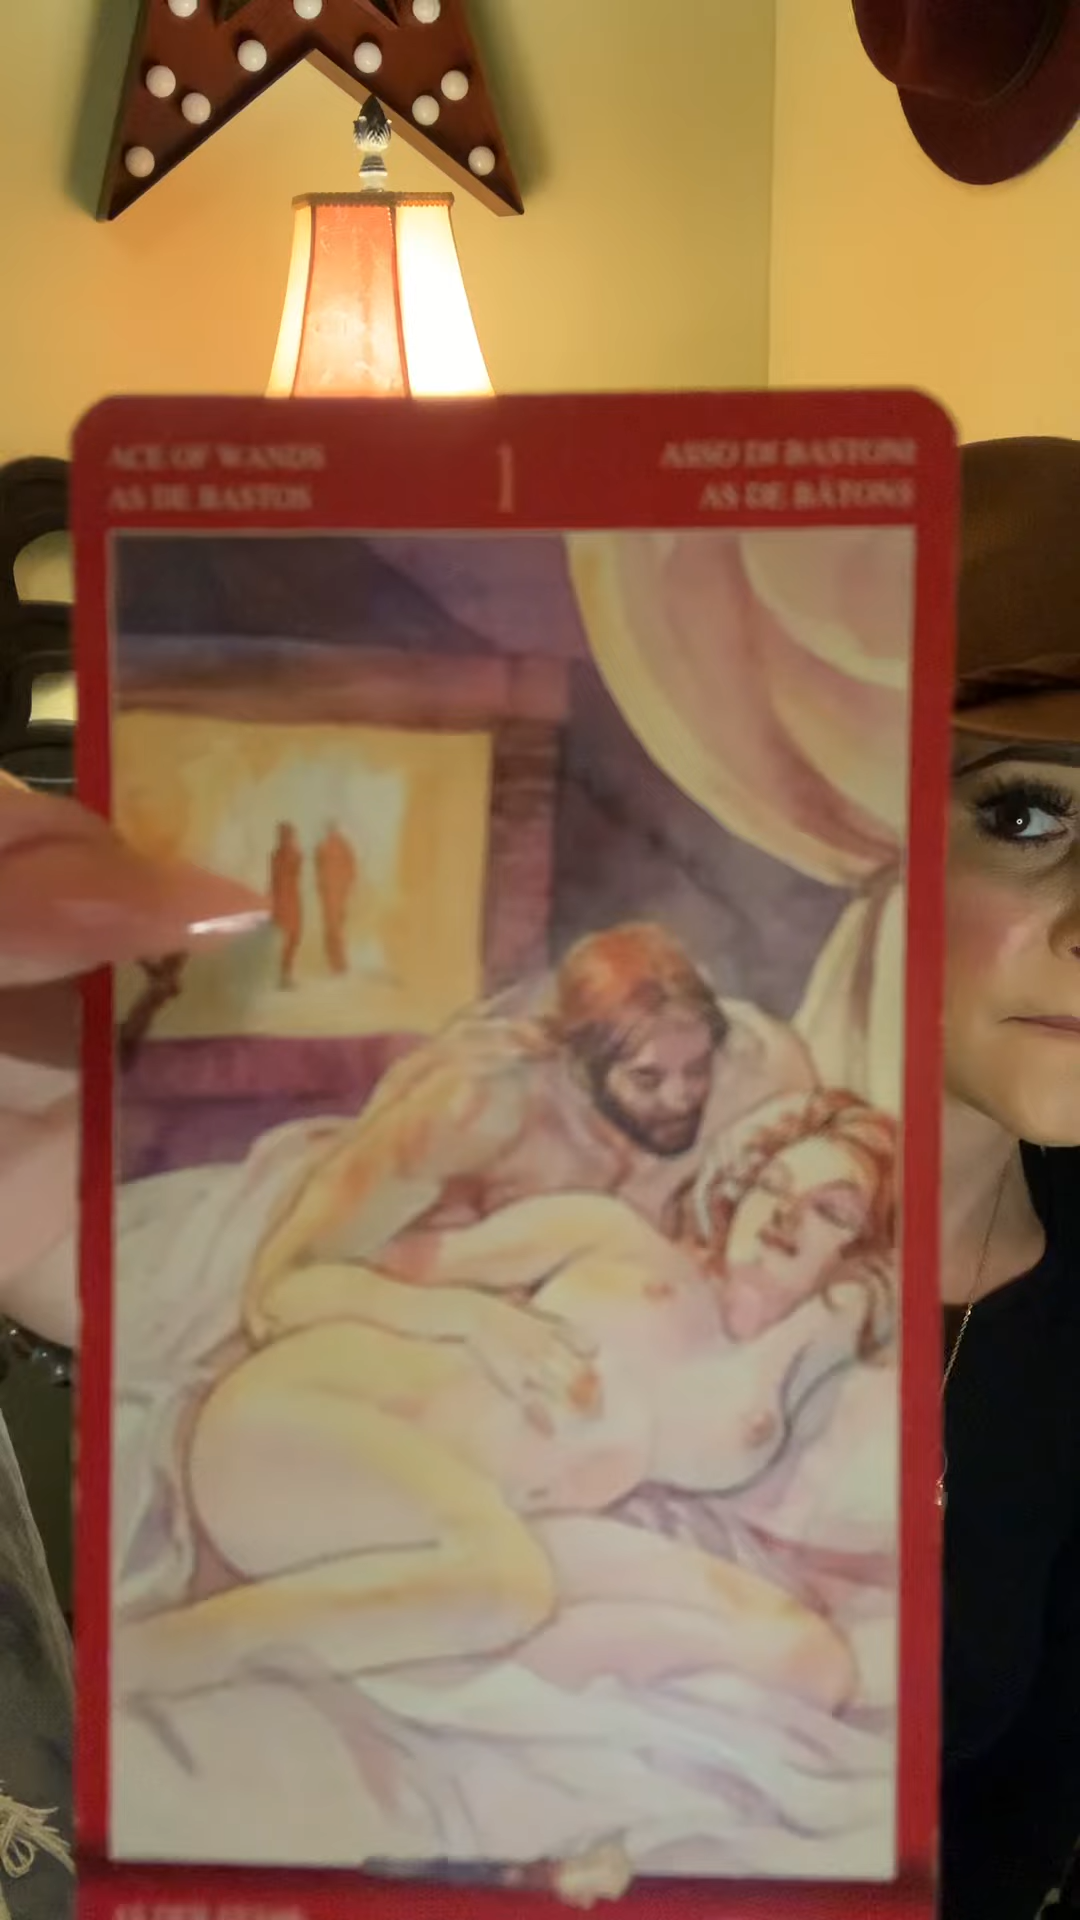 ACE OF WANDS
AS DE BASTOS
1
ASSO DI BASTONI
AS DE BÂTONS